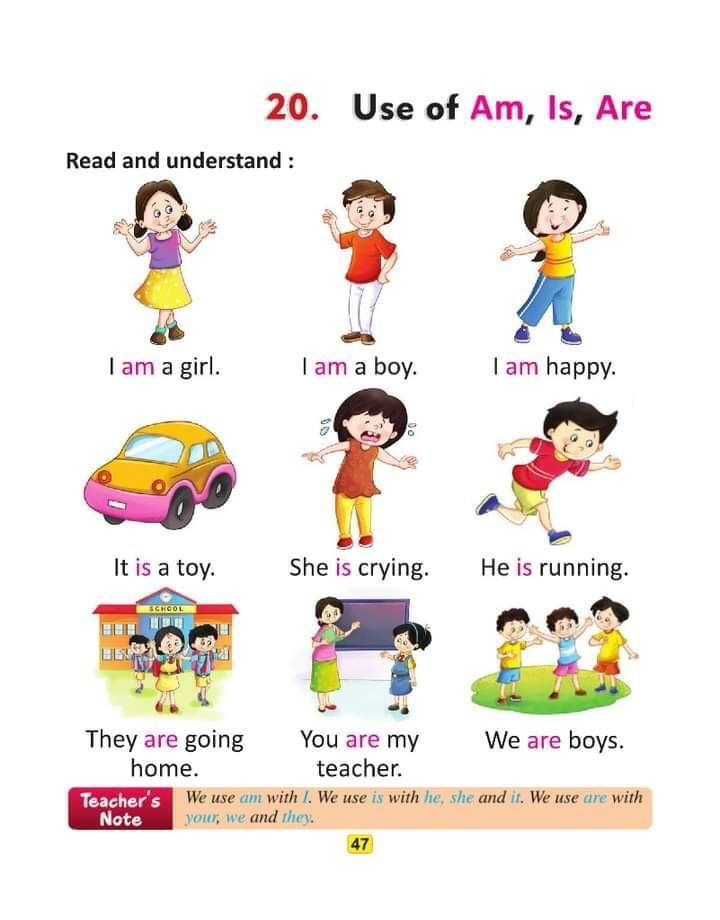 20. Use of Am, Is, Are
Read and understand :
I am a girl.
I am a boy.
I am happy.
It is a toy.
She is crying.
He is running.
SCHOOL
They are going
home.
You are my
teacher.
We are boys.
Teacher's
Note
We use am with I. We use is with he, she and it. We use are with
your, we and they.
47